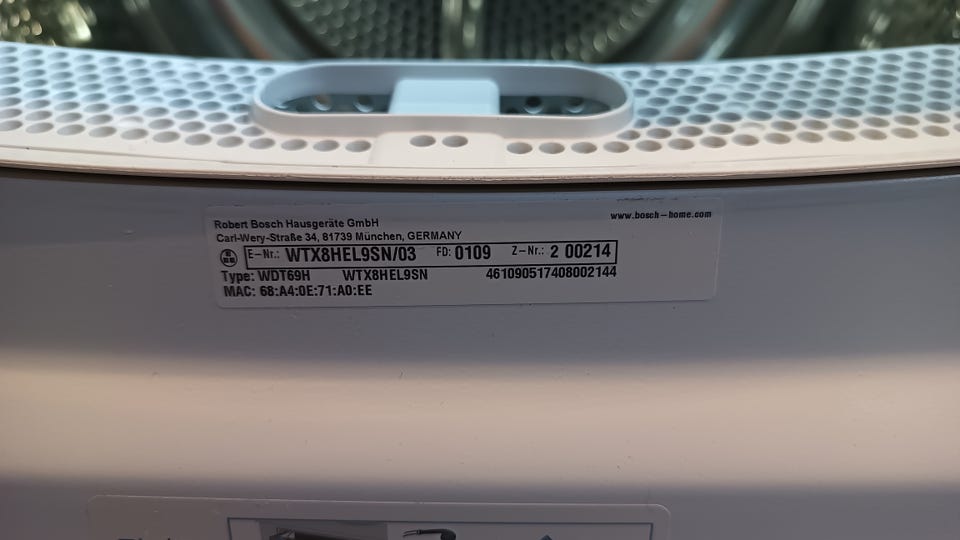 www.bosch-home.com
Robert Bosch Hausgeräte GmbH
Carl-Wery-Straße 34, 81739 München, GERMANY
E-Nr.: WTX8HEL9SN/03 FD: 0109 Z-Nr.: 2 00214
Type: WDT69H WTX8HEL9SN 461090517408002144
MAC: 68:A4:0E:71:A0:EE